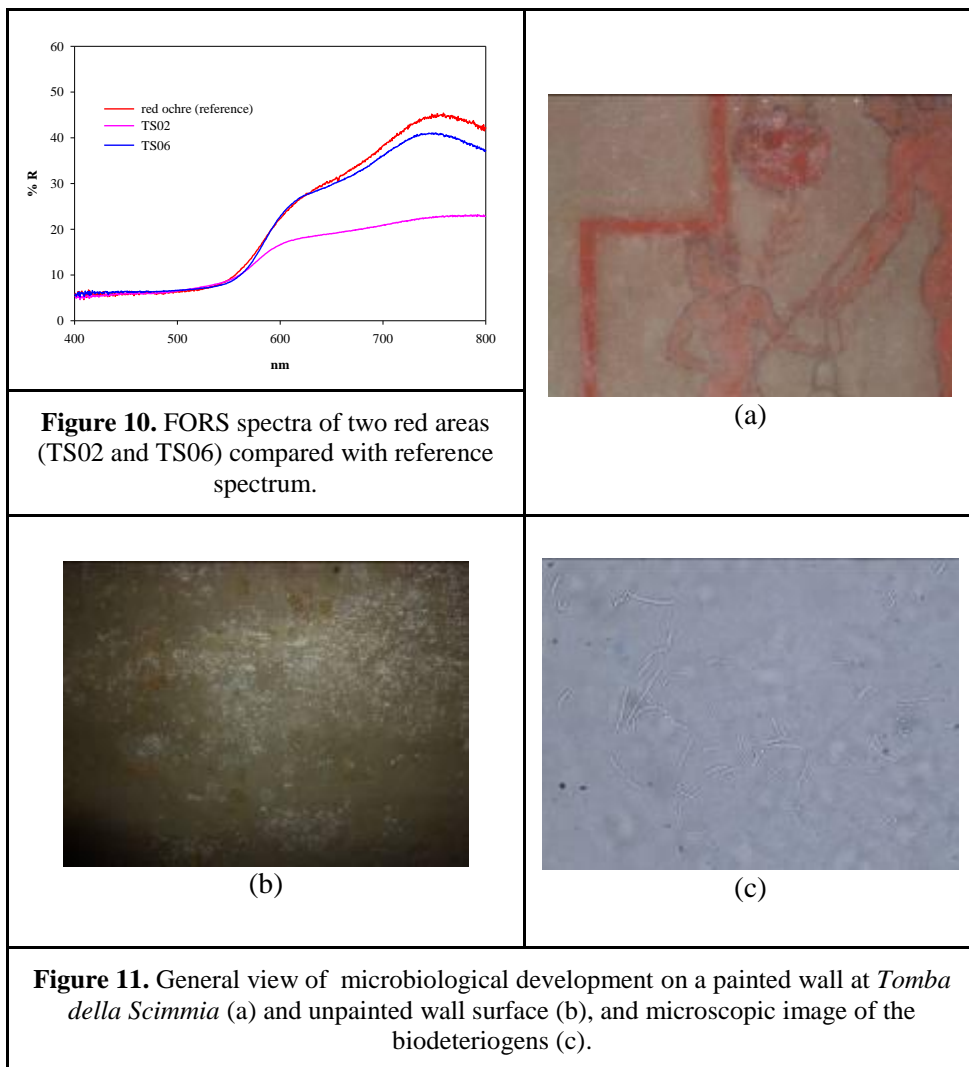 60
50
40
30
20
10
0
% R
red ochre (reference)
TS02
TS06
400
500
600
700
800
nm
Figure 10. FORS spectra of two red areas
(TS02 and TS06) compared with reference
spectrum.
(a)
(b)
(c)
Figure 11. General view of microbiological development on a painted wall at Tomba
della Scimmia (a) and unpainted wall surface (b), and microscopic image of the
biodeteriogens (c).